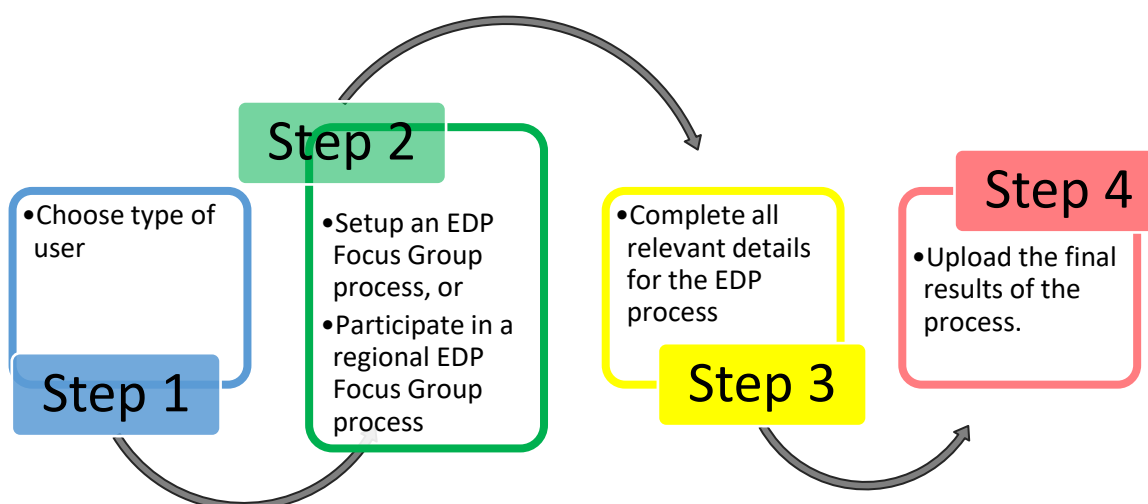 Step 1
•Choose type of
user
Step 2
•Setup an EDP
Focus Group
process, or
•Participate in a
regional EDP
Focus Group
process
Step 3
•Complete all
relevant details
for the EDP
process
Step 4
•Upload the final
results of the
process.